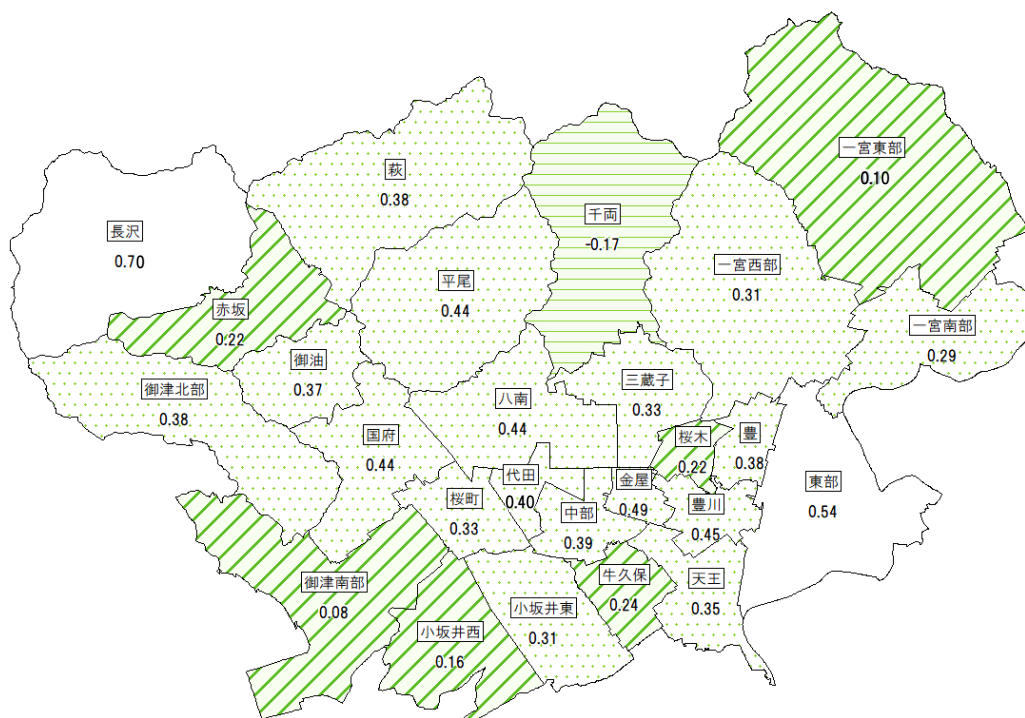 一宮東部
0.10
萩
0.38
千両
-0.17
長沢
0.70
一宮西部
0.31
平尾
0.44
赤坂
0.22
一宮南部
0.29
御油
0.37
御津北部
0.38
三蔵子
0.33
八南
0.44
国府
0.44
桜木
0.22
豊
0.38
代田
0.40
金屋
0.49
東部
0.54
桜町
0.33
中部
0.39
豊川
0.45
御津南部
0.08
牛久保
0.24
天王
0.35
小坂井東
0.31
小坂井西
0.16